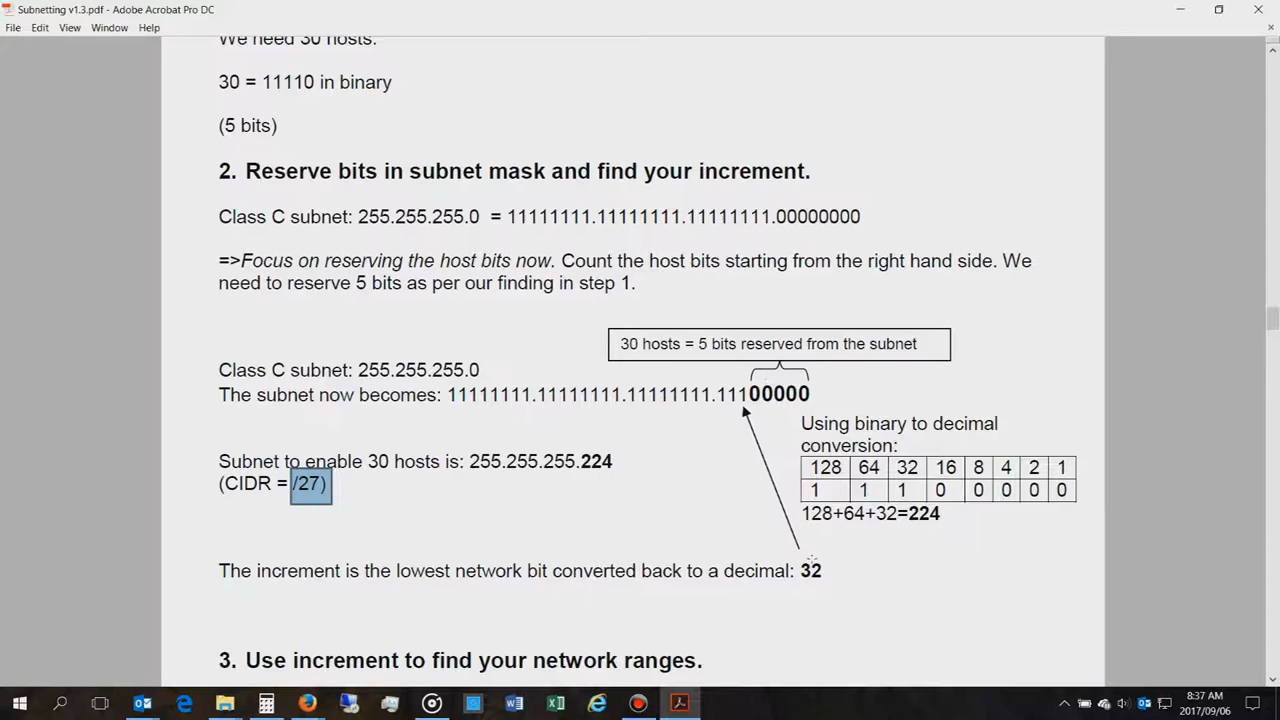 Subnetting v1.3.pdf - Adobe Acrobat Pro DC
File Edit View Window Help
We need 30 hosts.
30 = 11110 in binary
(5 bits)
2. Reserve bits in subnet mask and find your increment.
Class C subnet: 255.255.255.0 = 11111111.11111111.11111111.00000000
=>Focus on reserving the host bits now. Count the host bits starting from the right hand side. We
need to reserve 5 bits as per our finding in step 1.
30 hosts = 5 bits reserved from the subnet
Class C subnet: 255.255.255.0
The subnet now becomes: 11111111.11111111.11111111.11100000
Using binary to decimal
conversion:
128 64 32 16 8 4 2 1
1 1 1 0 0 0 0 0
128+64+32=224
Subnet to enable 30 hosts is: 255.255.255.224
(CIDR = /27)
The increment is the lowest network bit converted back to a decimal: 32
3. Use increment to find your network ranges.
8:37 AM
2017/09/06